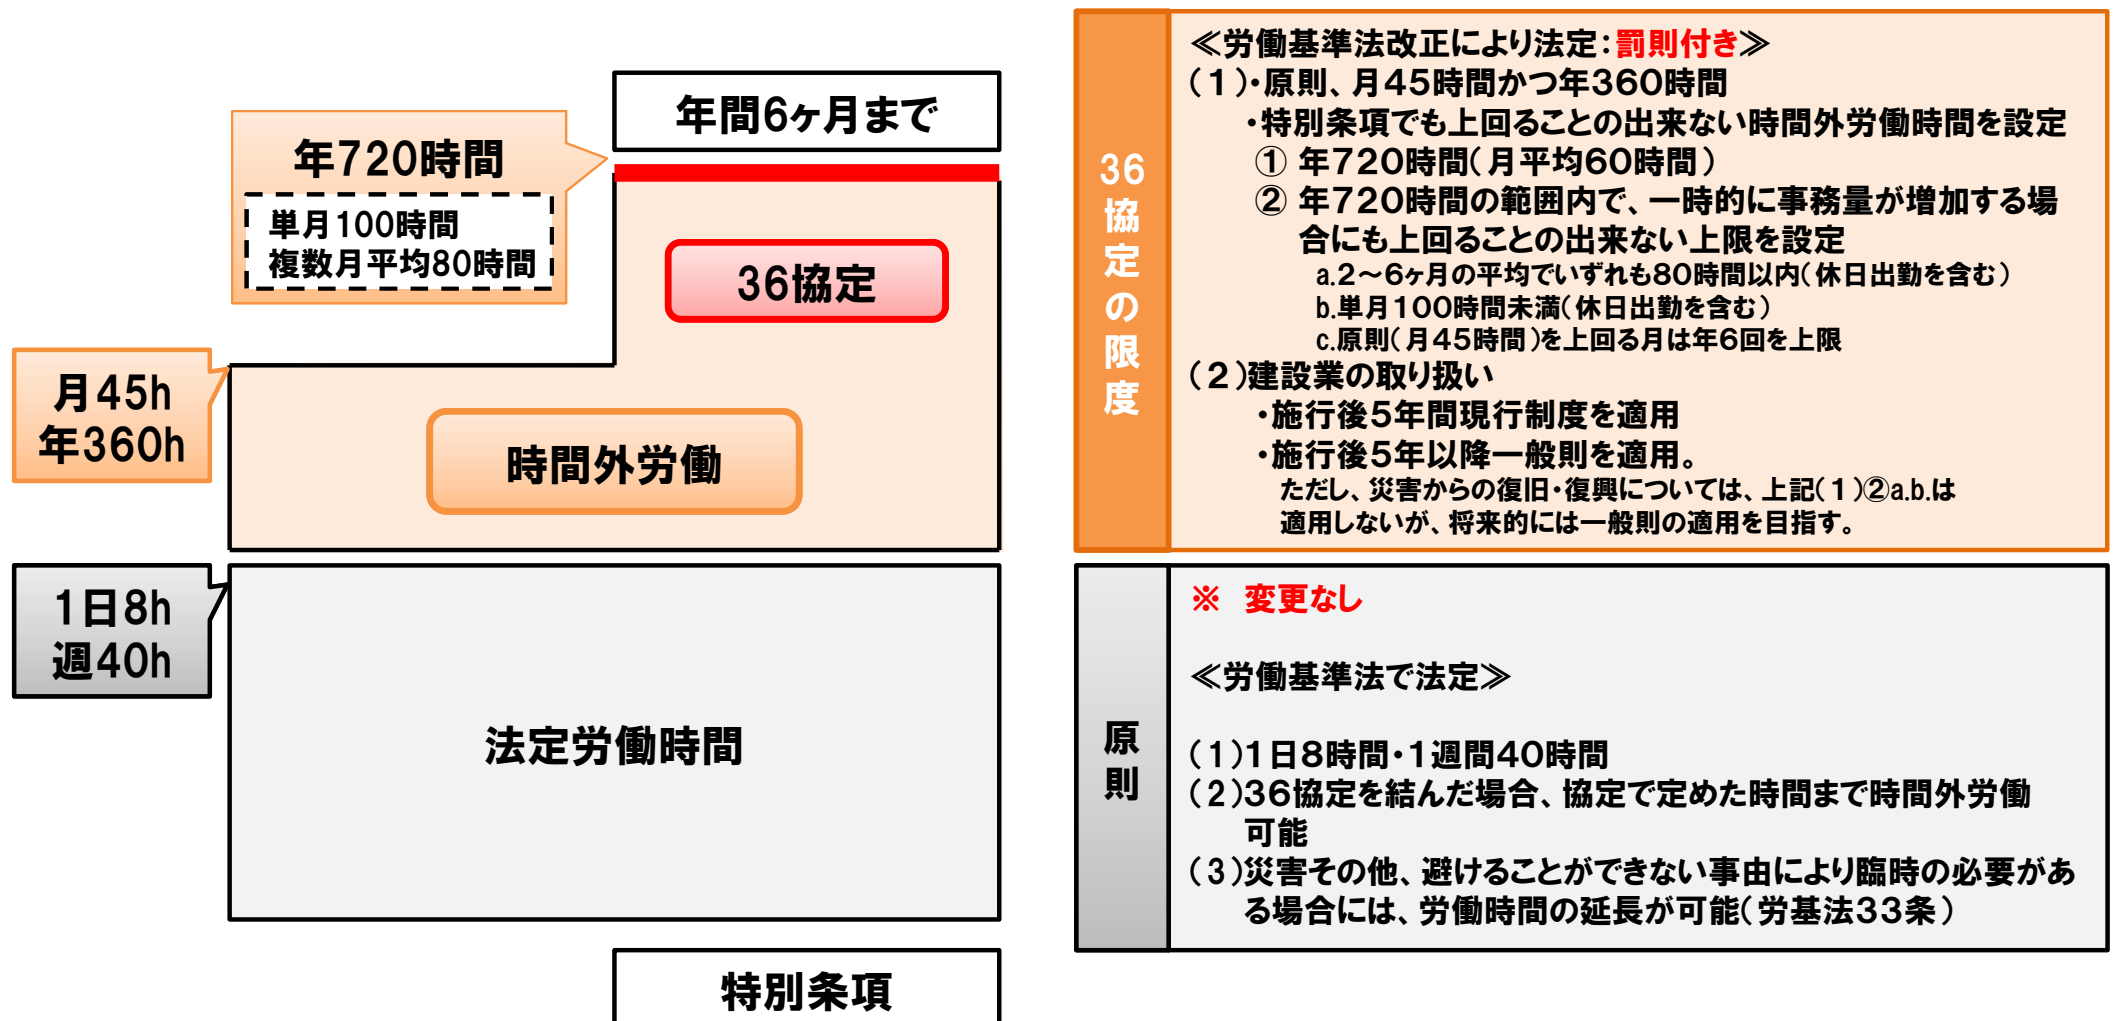 年間6ヶ月まで
年720時間
単月100時間
複数月平均80時間
36協定
月45h
年360h
時間外労働
1日8h
週40h
法定労働時間
特別条項
36協定の限度
≪労働基準法改正により法定：罰則付き≫
（１）・原則、月４５時間かつ年３６０時間
・特別条項でも上回ることの出来ない時間外労働時間を設定
① 年７２０時間（月平均６０時間）
② 年７２０時間の範囲内で、一時的に事務量が増加する場
合にも上回ることの出来ない上限を設定
a.２～６ヶ月の平均でいずれも８０時間以内（休日出勤を含む）
b.単月１００時間未満（休日出勤を含む）
c.原則（月４５時間）を上回る月は年６回を上限
（２）建設業の取り扱い
・施行後５年間現行制度を適用
・施行後５年以降一般則を適用。
ただし、災害からの復旧・復興については、上記（１）②a.b.は
適用しないが、将来的には一般則の適用を目指す。
原則
※　変更なし
≪労働基準法で法定≫
（１）１日８時間・１週間４０時間
（２）３６協定を結んだ場合、協定で定めた時間まで時間外労働
可能
（３）災害その他、避けることができない事由により臨時の必要があ
る場合には、労働時間の延長が可能（労基法３３条）